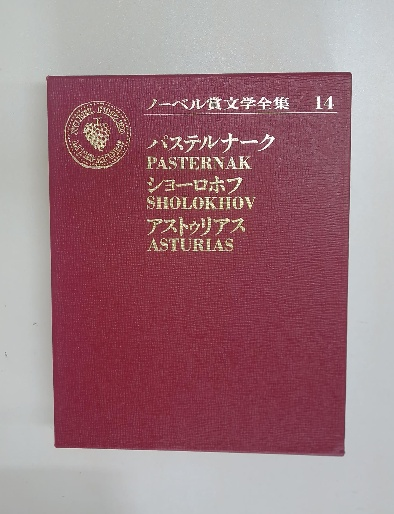 ノーベル賞文学全集 14
パステルナーク
PASTERNAK
ショーロホフ
SHOLOKHOV
アストゥリアス
ASTURIAS